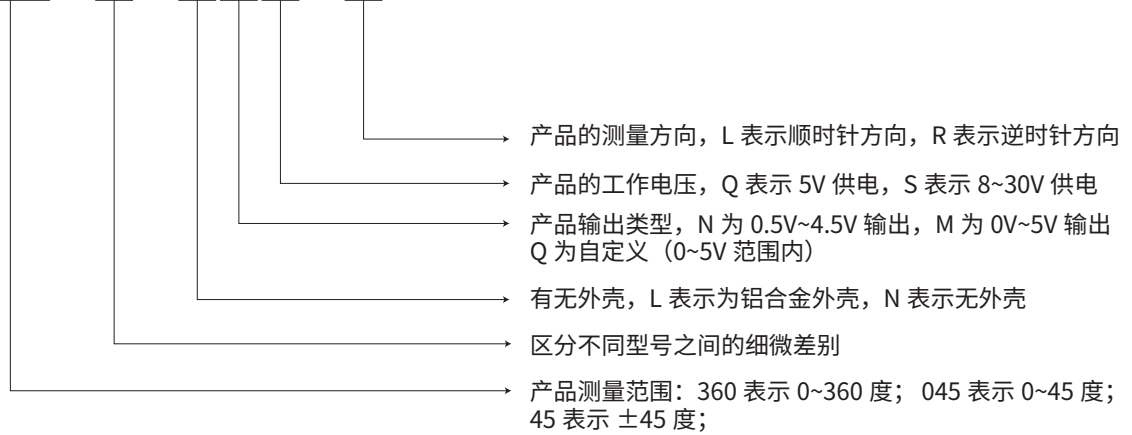 产品的测量方向，L 表示顺时针方向，R 表示逆时针方向
产品的工作电压，Q 表示 5V 供电，S 表示 8~30V 供电
产品输出类型，N 为 0.5V~4.5V 输出，M 为 0V~5V 输出
Q 为自定义（0~5V 范围内）
有无外壳，L 表示为铝合金外壳，N 表示无外壳
区分不同型号之间的细微差别
产品测量范围：360 表示 0~360 度； 045 表示 0~45 度；
45 表示 ±45 度；